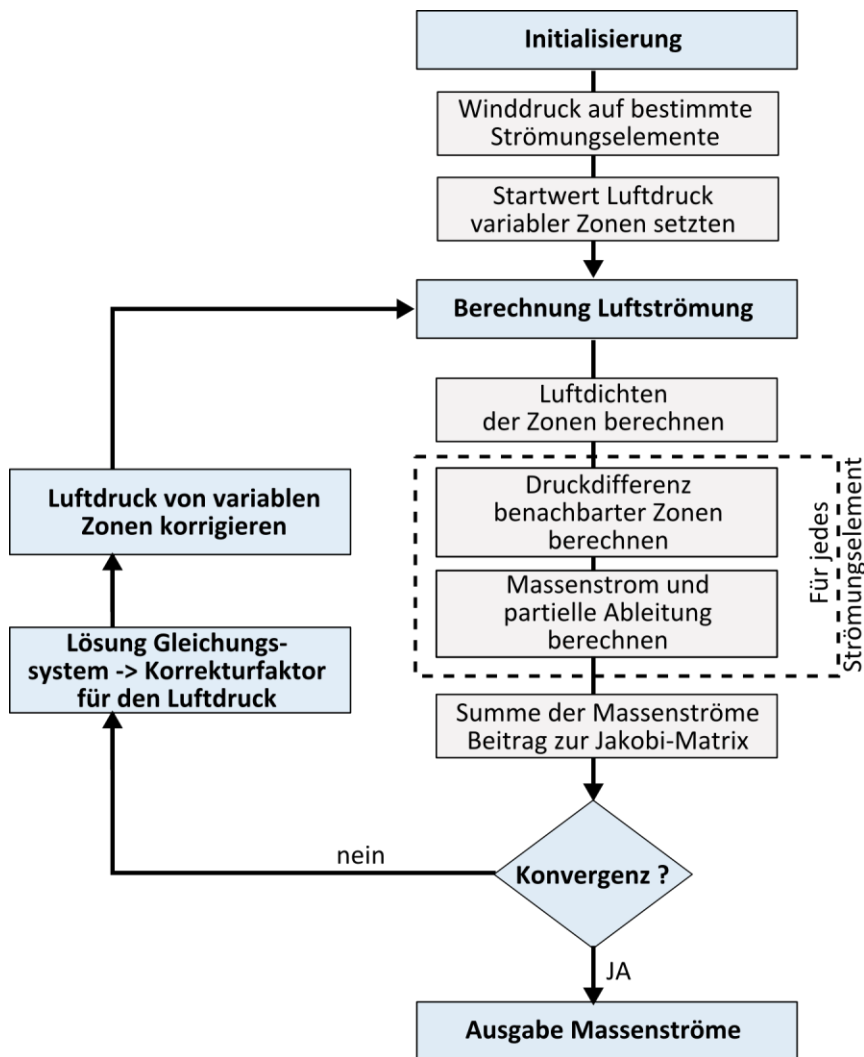 Initialisierung
Winddruck auf bestimmte
Strömungselemente
Startwert Luftdruck
variabler Zonen setzten
Berechnung Luftströmung
Luftdichten
der Zonen berechnen
Druckdifferenz
benachbarter Zonen
berechnen
Massenstrom und
partielle Ableitung
berechnen
Für jedes
Strömungselement
Summe der Massenströme
Beitrag zur Jakobi-Matrix
Konvergenz ?
nein
Lösung Gleichungs-
system -> Korrekturfaktor
für den Luftdruck
Luftdruck von variablen
Zonen korrigieren
JA
Ausgabe Massenströme